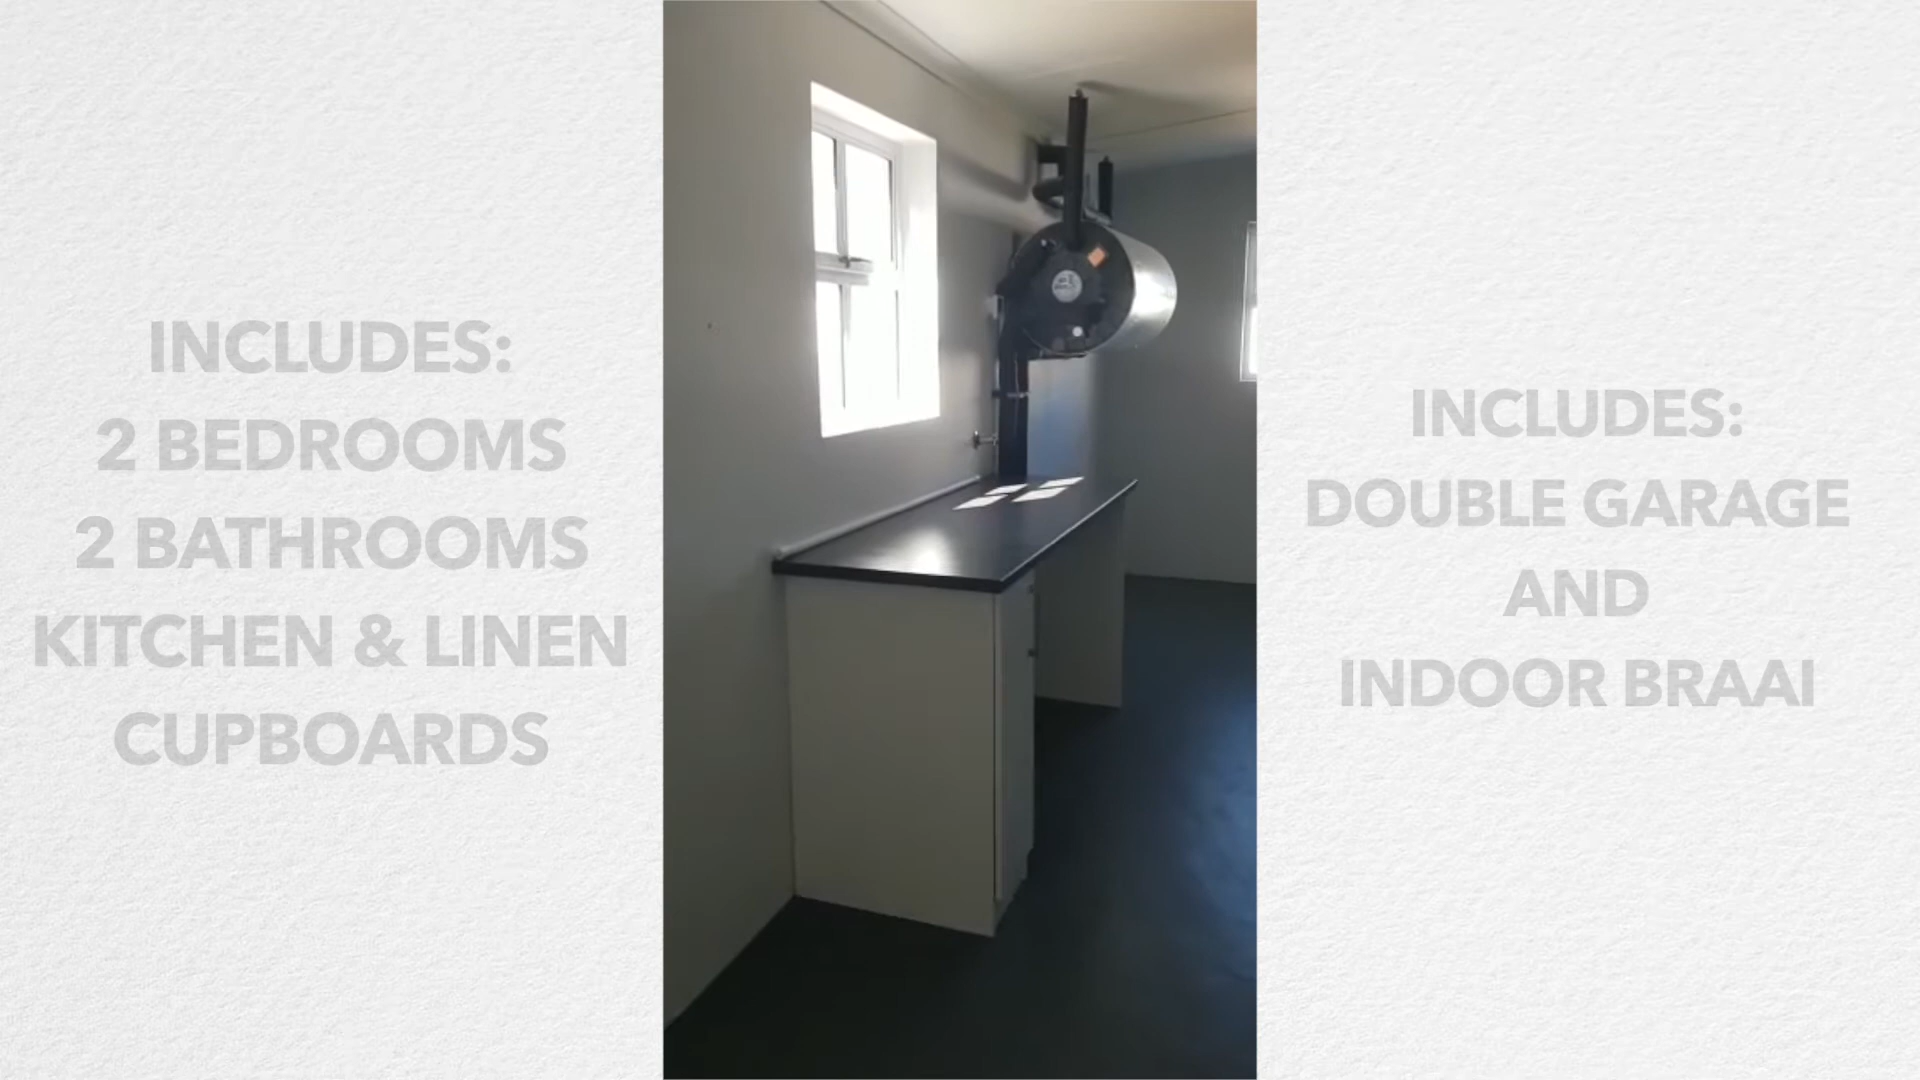 INCLUDES:
2 BEDROOMS
2 BATHROOMS
KITCHEN & LINEN
CUPBOARDS
INCLUDES:
DOUBLE GARAGE
AND
INDOOR BRAAI